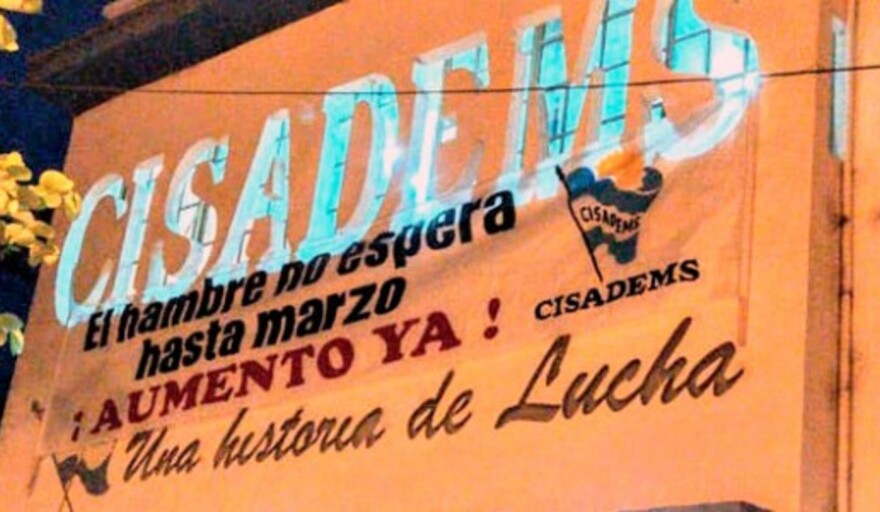 CISADEMS
El hambre no espera
hasta marzo
¡AUMENTO YA!
CISADEMS
CISADEMS
Una historia de Lucha